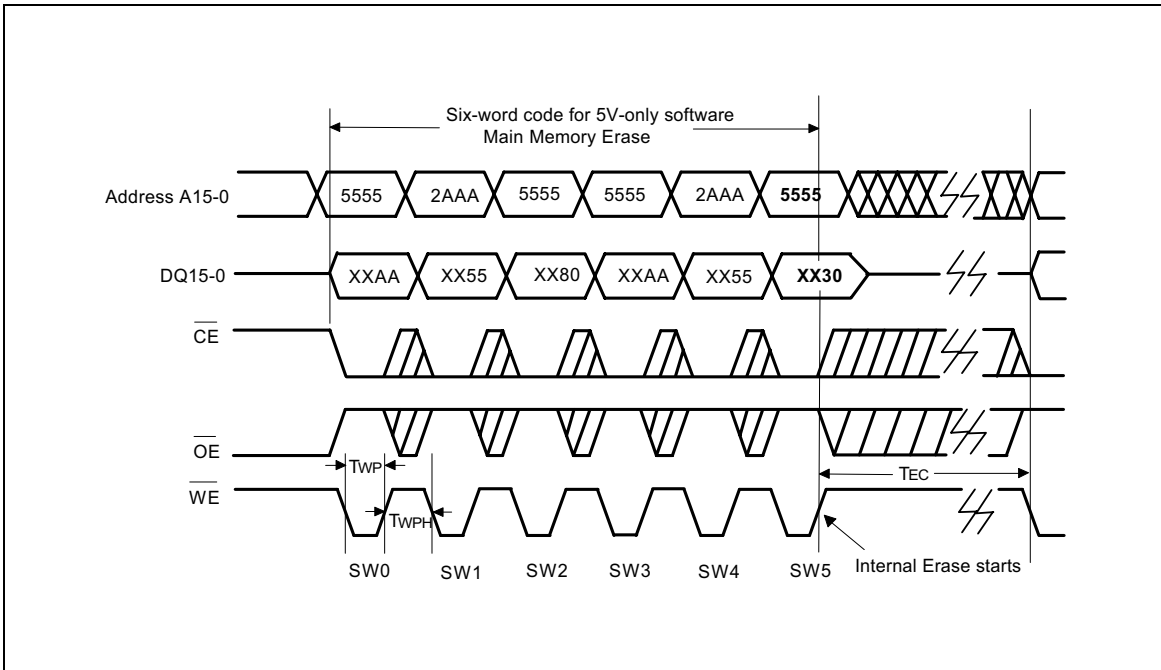 Six-word code for 5V-only software
Main Memory Erase
Address A15-0 5555 2AAA 5555 5555 2AAA 5555
DQ15-0 XXAA XX55 XX80 XXAA XX55 XX30
CE
OE
TWP
TEC
WE
TWPH
SW0 SW1 SW2 SW3 SW4 SW5
Internal Erase starts